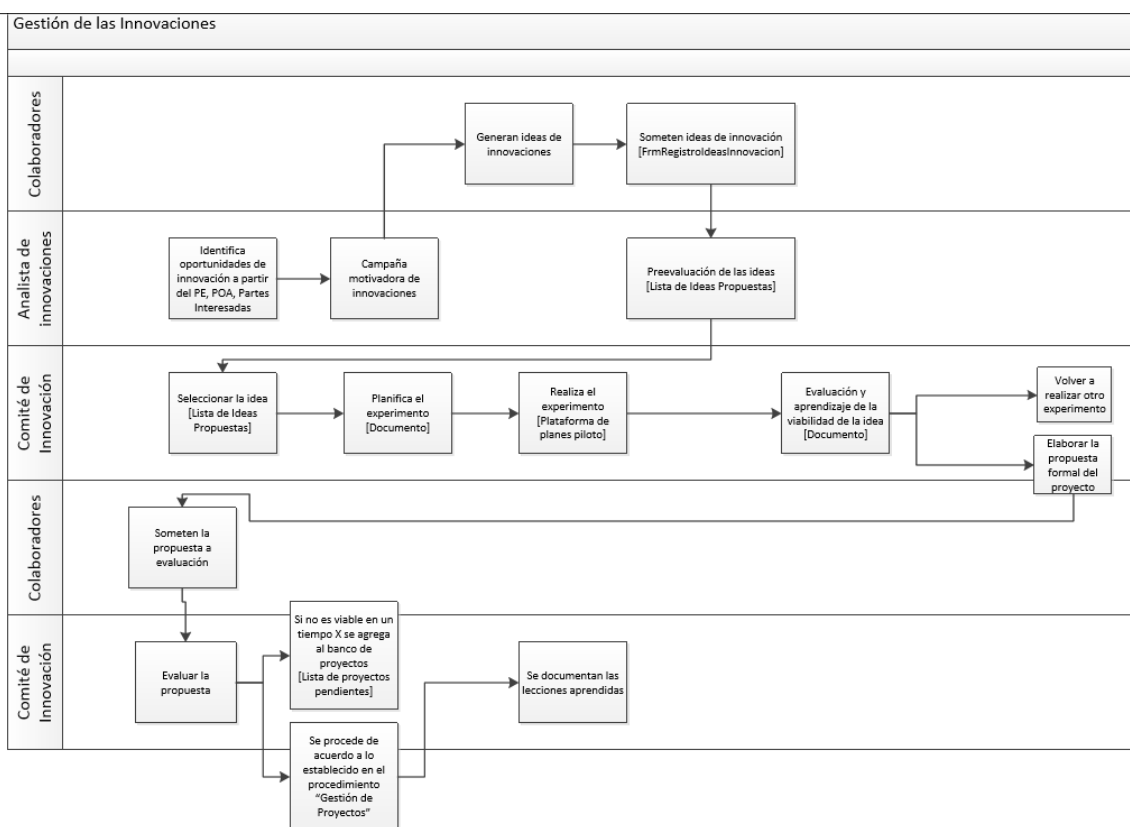 Gestión de las Innovaciones
Colaboradores
Generan ideas de
innovaciones
Someten ideas de innovación
[FrmRegistroIdeasInnovacion]
Analista de
innovaciones
Identifica
oportunidades de
innovación a partir
del PE, POA, Partes
Interesadas
Campaña
motivadora de
innovaciones
Preevaluación de las ideas
[Lista de Ideas Propuestas]
Comité de
Innovación
Seleccionar la idea
[Lista de Ideas
Propuestas]
Planifica el
experimento
[Documento]
Realiza el
experimento
[Plataforma de
planes piloto]
Evaluación y
aprendizaje de la
viabilidad de la idea
[Documento]
Volver a
realizar otro
experimento
Elaborar la
propuesta
formal del
proyecto
Colaboradores
Someten la
propuesta a
evaluación
Comité de
Innovación
Evaluar la
propuesta
Si no es viable en un
tiempo X se agrega
al banco de
proyectos
[Lista de proyectos
pendientes]
Se documentan las
lecciones aprendidas
Se procede de
acuerdo a lo
establecido en el
procedimiento
“Gestión de
Proyectos”